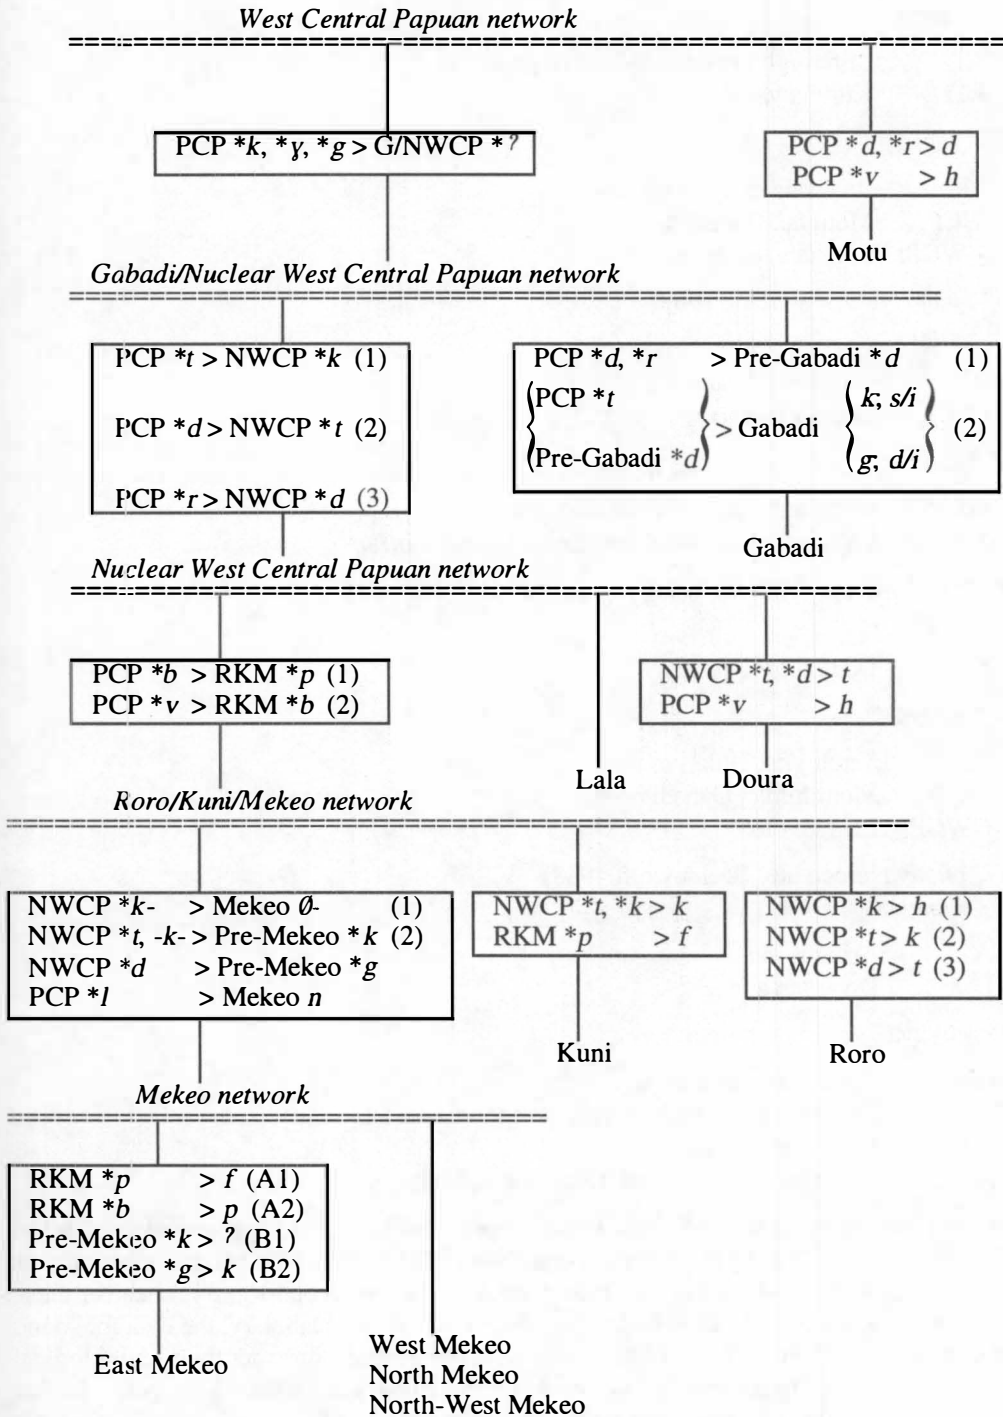 West Central Papuan network
PCP *k, *ɣ, *g > G/NWCP *ʔ
PCP *d, *r > d
PCP *v > h
Motu
Gabadi/Nuclear West Central Papuan network
PCP *t > NWCP *k (1)
PCP *d > NWCP *t (2)
PCP *r > NWCP *d (3)
PCP *d, *r > Pre-Gabadi *d (1)
PCP *t k; s/i
> Gabadi (2)
Pre-Gabadi *d g; d/i
Gabadi
Nuclear West Central Papuan network
PCP *b > RKM *p (1)
PCP *v > RKM *b (2)
NWCP *t, *d > t
PCP *v > h
Lala
Doura
Roro/Kuni/Mekeo network
NWCP *k- > Mekeo Ø- (1)
NWCP *t, -k- > Pre-Mekeo *k (2)
NWCP *d > Pre-Mekeo *g
PCP *l > Mekeo n
NWCP *t, *k > k
RKM *p > f
NWCP *k > h (1)
NWCP *t > k (2)
NWCP *d > t (3)
Kuni
Roro
Mekeo network
RKM *p > f (A1)
RKM *b > p (A2)
Pre-Mekeo *k > ʔ (B1)
Pre-Mekeo *g > k (B2)
East Mekeo
West Mekeo
North Mekeo
North-West Mekeo